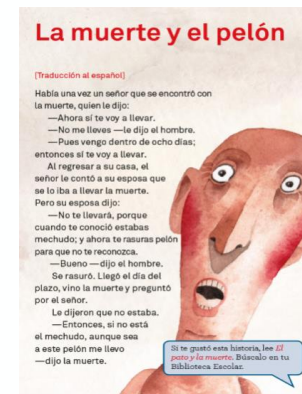 La muerte y el pelón
[Traducción al español]
Había una vez un señor que se encontró con
la muerte, quien le dijo:
—Ahora sí te voy a llevar.
—No me lleves —le dijo el hombre.
—Pues vengo dentro de ocho días;
entonces sí te voy a llevar.
Al regresar a su casa, el
señor le contó a su esposa que
se lo iba a llevar la muerte.
Pero su esposa dijo:
—No te llevará, porque
cuando te conoció estabas
mechudo; y ahora te rasuras pelón
para que no te reconozca.
—Bueno —dijo el hombre.
Se rasuró. Llegó el día del
plazo, vino la muerte y preguntó
por el señor.
Le dijeron que no estaba.
—Entonces, si no está
el mechudo, aunque sea
a este pelón me llevo
—dijo la muerte.
Si te gustó esta historia, lee El
pato y la muerte. Búscalo en tu
Biblioteca Escolar.